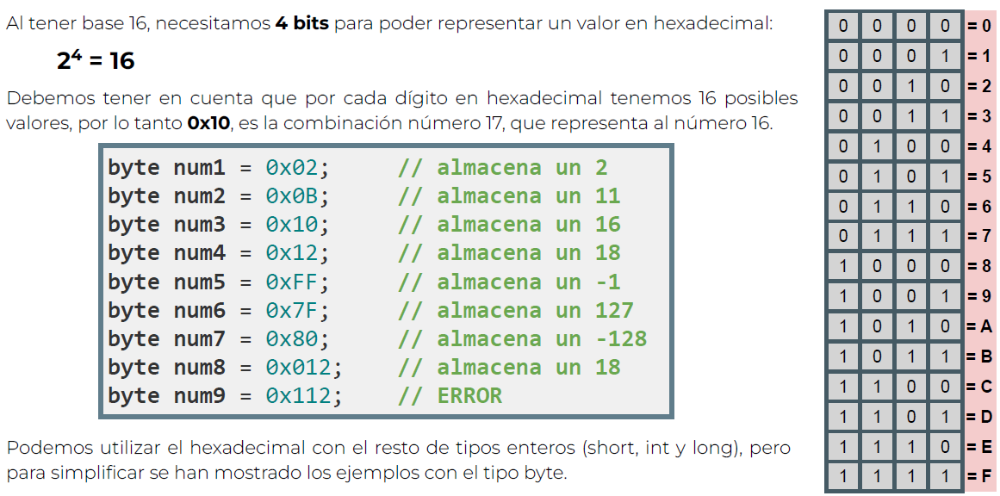 Al tener base 16, necesitamos 4 bits para poder representar un valor en hexadecimal:
2⁴ = 16
Debemos tener en cuenta que por cada dígito en hexadecimal tenemos 16 posibles
valores, por lo tanto 0x10, es la combinación número 17, que representa al número 16.
byte num1 = 0x02; // almacena un 2
byte num2 = 0x0B; // almacena un 11
byte num3 = 0x10; // almacena un 16
byte num4 = 0x12; // almacena un 18
byte num5 = 0xFF; // almacena un -1
byte num6 = 0x7F; // almacena un 127
byte num7 = 0x80; // almacena un -128
byte num8 = 0x012; // almacena un 18
byte num9 = 0x112; // ERROR
Podemos utilizar el hexadecimal con el resto de tipos enteros (short, int y long), pero
para simplificar se han mostrado los ejemplos con el tipo byte.
0 0 0 0 = 0
0 0 0 1 = 1
0 0 1 0 = 2
0 0 1 1 = 3
0 1 0 0 = 4
0 1 0 1 = 5
0 1 1 0 = 6
0 1 1 1 = 7
1 0 0 0 = 8
1 0 0 1 = 9
1 0 1 0 = A
1 0 1 1 = B
1 1 0 0 = C
1 1 0 1 = D
1 1 1 0 = E
1 1 1 1 = F